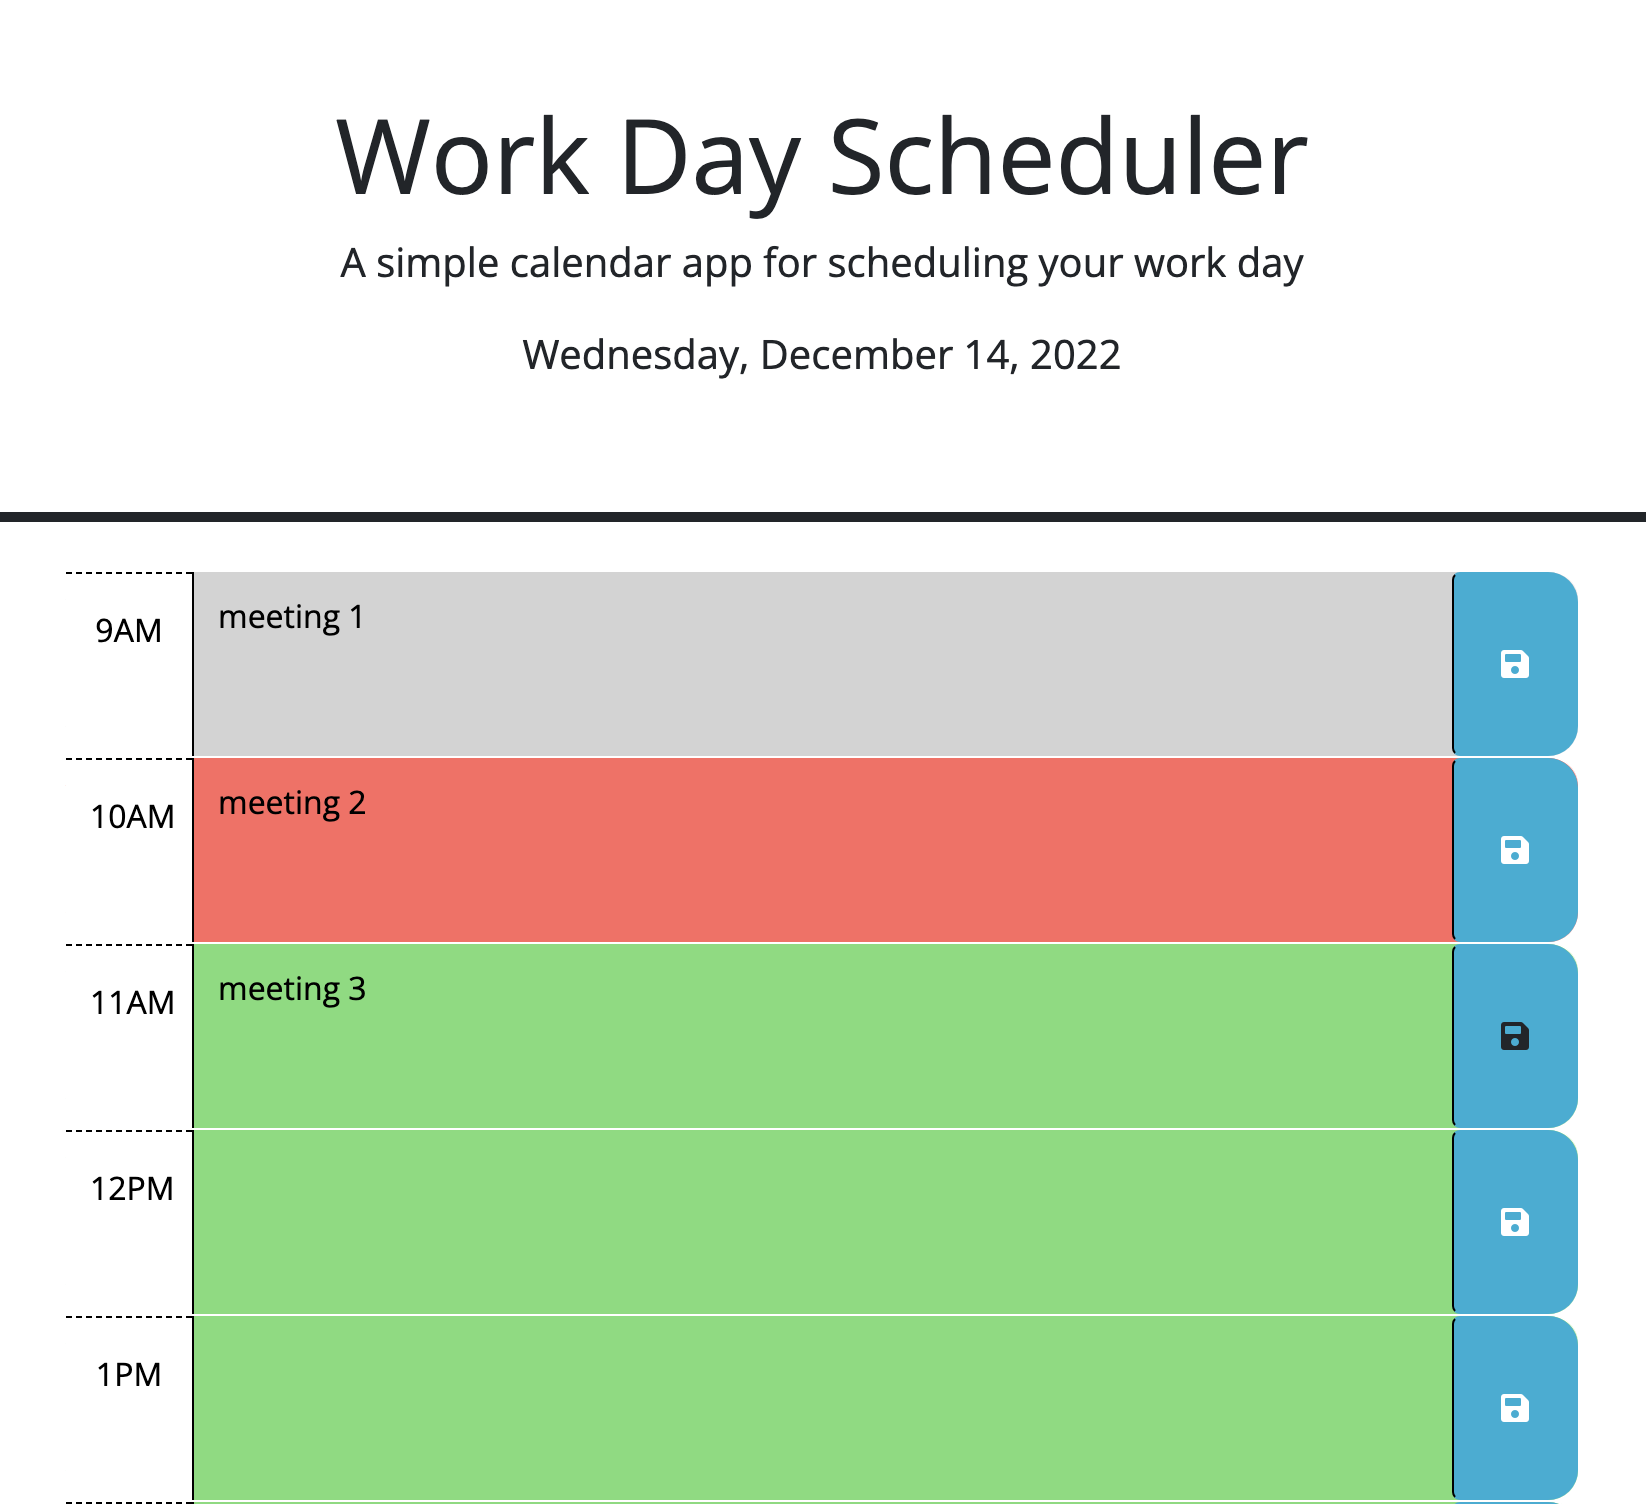 Work Day Scheduler
A simple calendar app for scheduling your work day
Wednesday, December 14, 2022
9AM
meeting 1
10AM
meeting 2
11AM
meeting 3
12PM
1PM